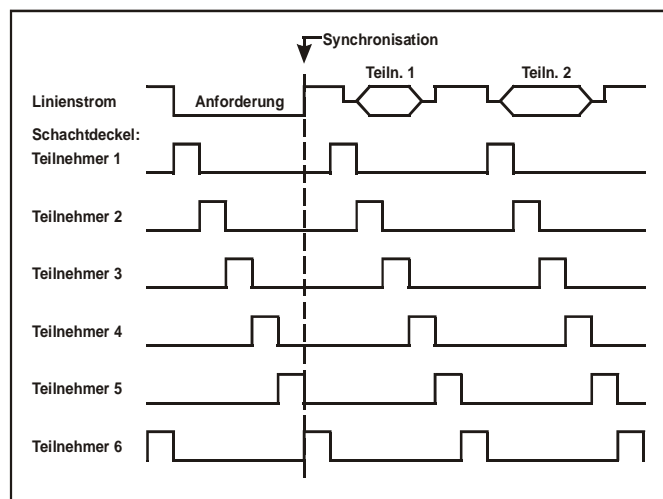 Synchronisation
Teiln. 1
Teiln. 2
Linienstrom
Anforderung
Schachtdeckel:
Teilnehmer 1
Teilnehmer 2
Teilnehmer 3
Teilnehmer 4
Teilnehmer 5
Teilnehmer 6